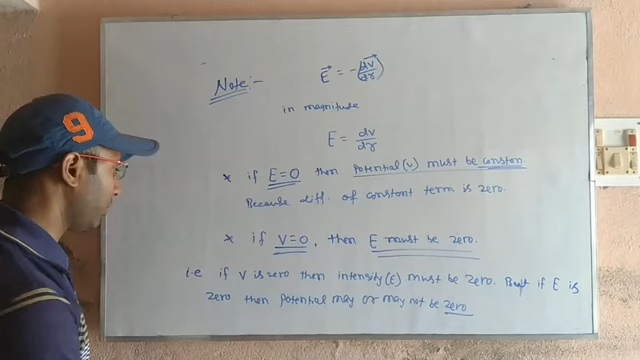 9
Note:-
E⃗ = -(dV/dr)
in magnitude
E = dv/dr
* if E=0 then Potential(v) must be constan
Because diff. of constant term is zero.
* if V=0, then E must be zero.
i.e if V is zero then intensity(E) must be zero. But if E is
zero then potential may or may not be zero